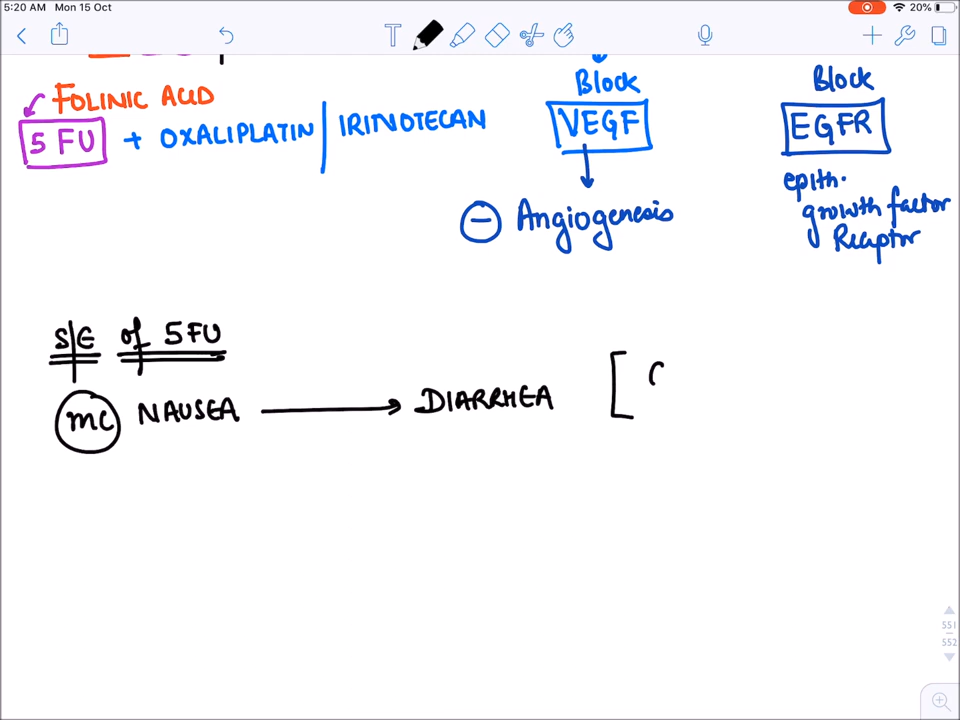 5:20 AM Mon 15 Oct
20%
T
FOLINIC ACID
5 FU + OXALIPLATIN | IRINOTECAN
Block
VEGF
⊖ Angiogenesis
Block
EGFR
epith.
growth factor
Receptor
S/E of 5FU
mc NAUSEA → DIARRHEA [ (
551
552